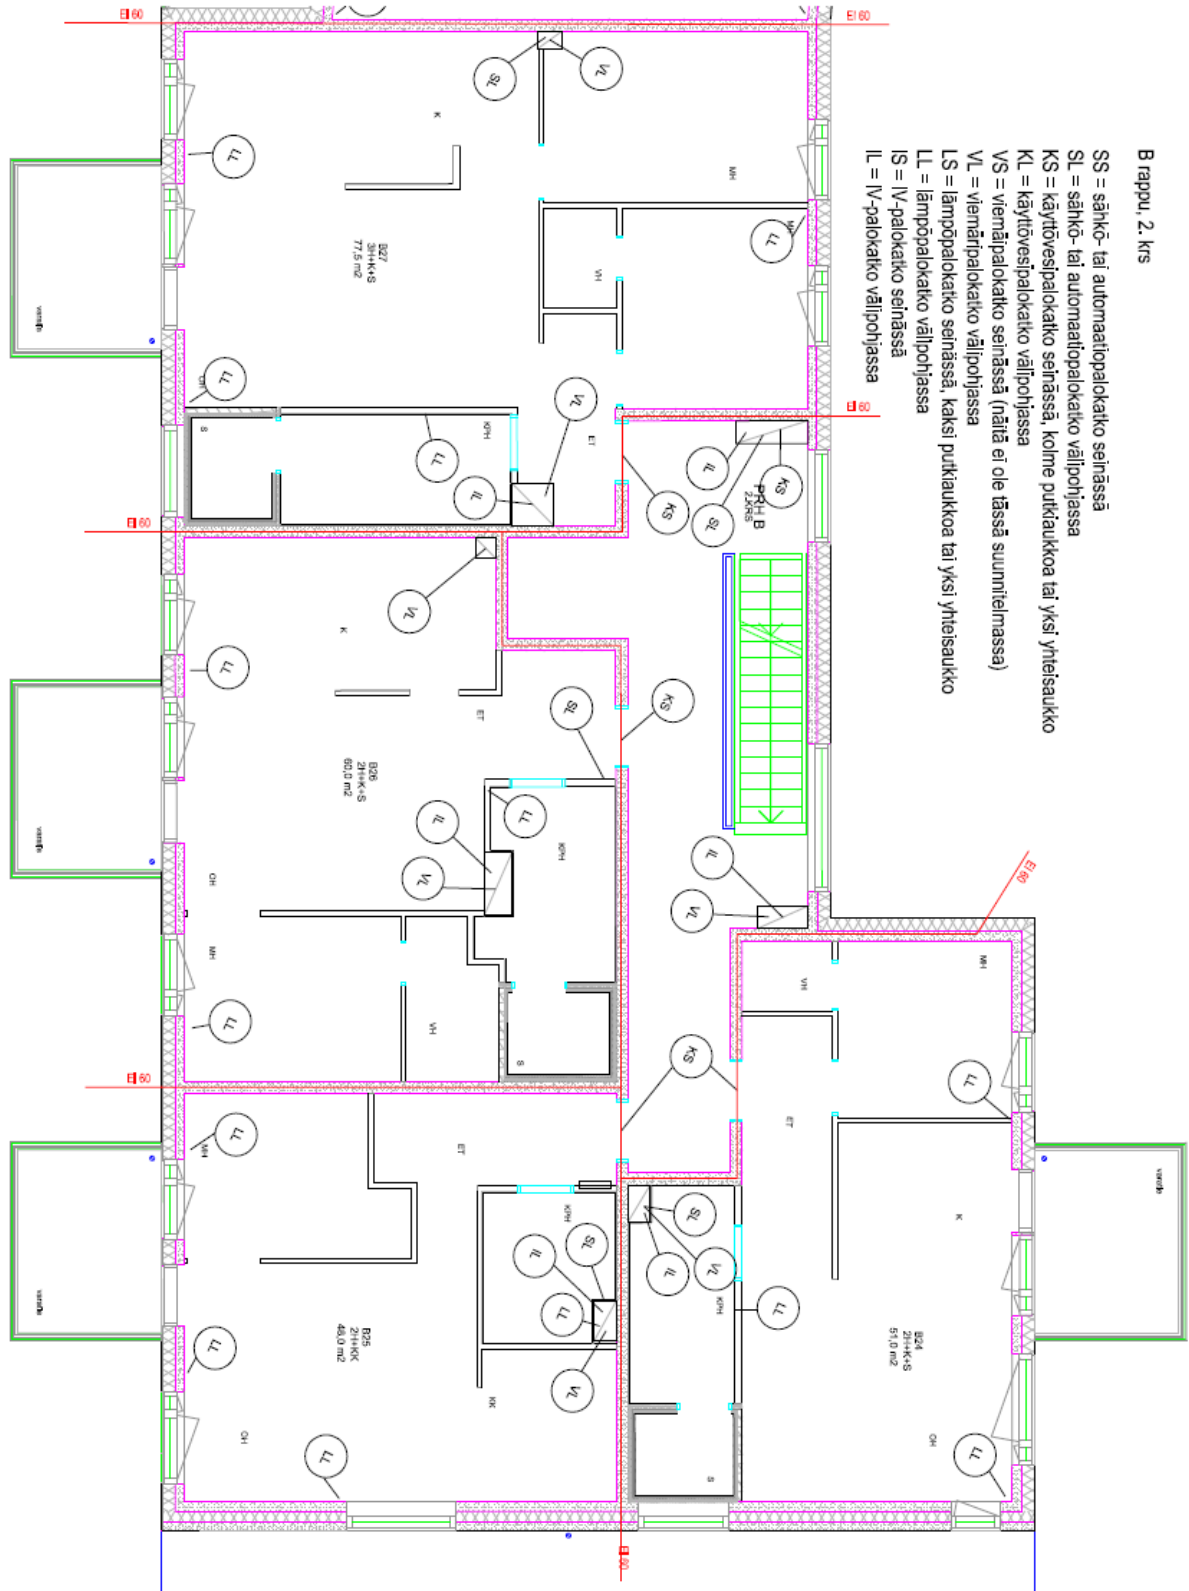 B rappu, 2. krs
SS = sähkö- tai automaatiopalokatko seinässä
SL = sähkö- tai automaatiopalokatko välipohjassa
KS = käyttövesipalokatko seinässä, kolme putkiaukkoa tai yksi yhteisaukko
KL = käyttövesipalokatko välipohjassa
VS = viemäipalokatko seinässä (näitä ei ole tässä suunnitelmassa)
VL = viemäripalokatko välipohjassa
LS = lämpöpalokatko seinässä, kaksi putkiaukkoa tai yksi yhteisaukko
LL = lämpöpalokatko välipohjassa
IS = IV-palokatko seinässä
IL = IV-palokatko välipohjassa
EI 60
EI 60
SL
VL
K
LL
MH
LL
B27
3H+K+S
77,5 m2
VH
LL
OH
VL
EI 60
S
KPH
LL
IL
ET
KS
IL
KS
SL
PRH B
2.KRS
EI 60
VL
K
LL
ET
SL
KS
B26
2H+K+S
60,0 m2
LL
IL
VL
KPH
OH
MH
LL
VH
S
IL
VL
EI 60
MH
VH
KS
LL
ET
EI 60
LL
MH
ET
KPH
SL
IL
LL
VL
SL
VL
IL
KPH
LL
K
B25
2H+KK
48,0 m2
LL
KK
B24
2H+K+S
51,0 m2
OH
LL
OH
LL
S
EI 60